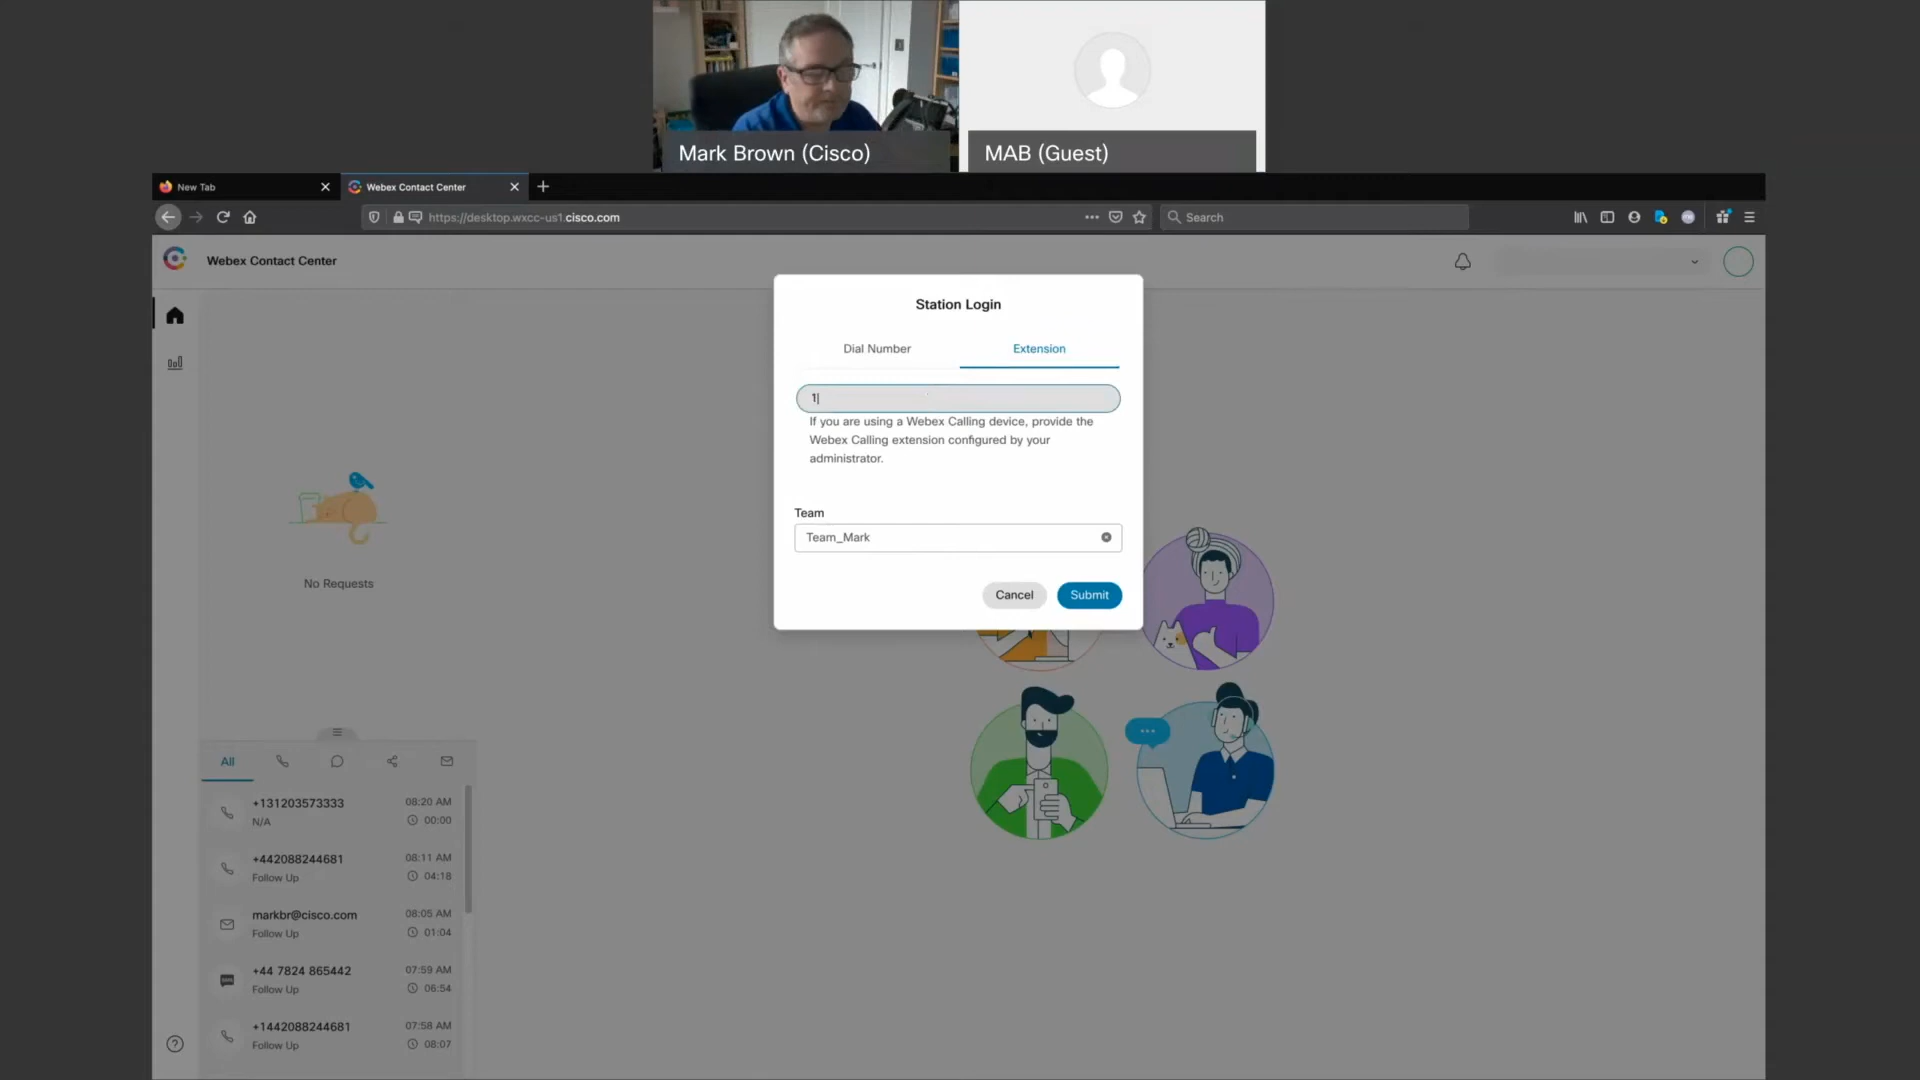 Mark Brown (Cisco)
MAB (Guest)
New Tab
Webex Contact Center
https://desktop.wxcc-us1.cisco.com
Search
Webex Contact Center
Station Login
Dial Number
Extension
1
If you are using a Webex Calling device, provide the
Webex Calling extension configured by your
administrator.
Team
Team_Mark
Cancel
Submit
No Requests
All
+131203573333
08:20 AM
N/A
00:00
+442088244681
08:11 AM
Follow Up
04:18
markbr@cisco.com
08:05 AM
Follow Up
01:04
+44 7824 865442
07:59 AM
Follow Up
06:54
+1442088244681
07:58 AM
Follow Up
08:07